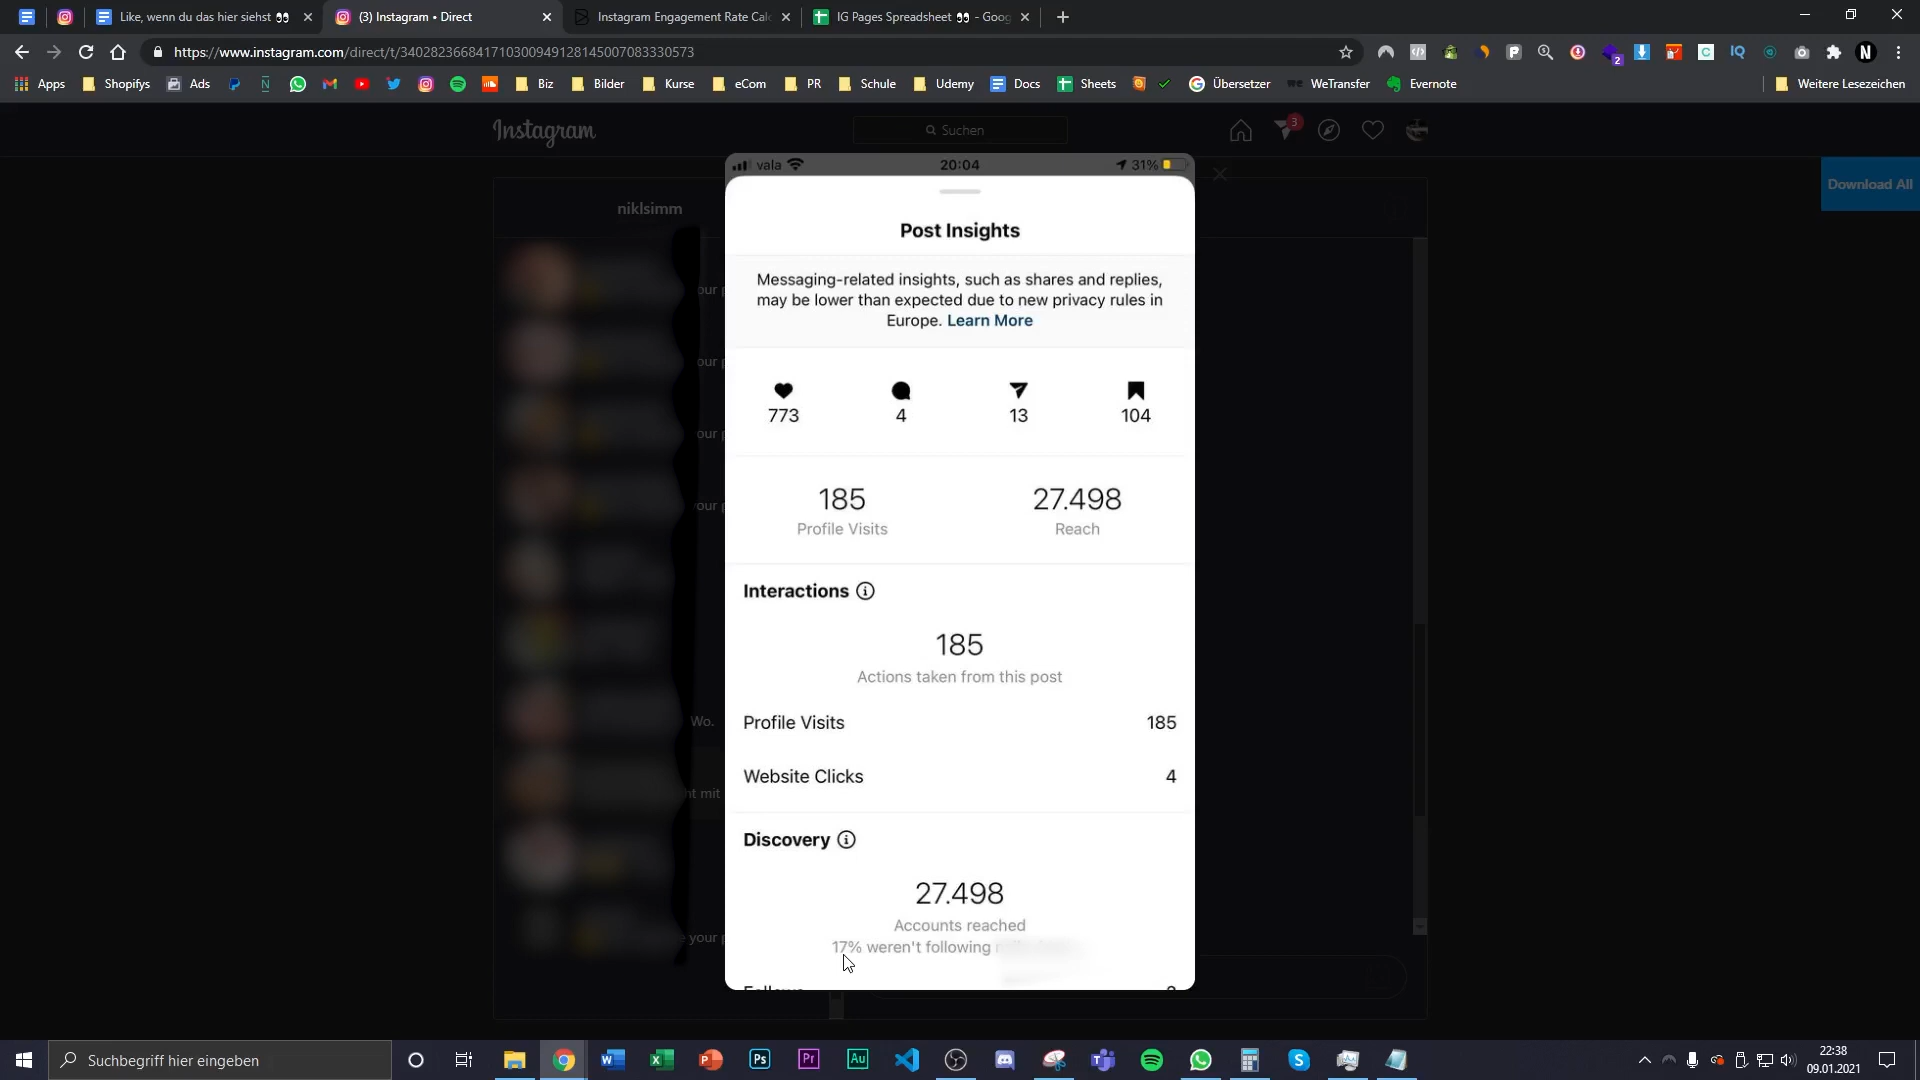 Like, wenn du das hier siehst 👀
(3) Instagram • Direct
Instagram Engagement Rate Calc
IG Pages Spreadsheet 👀 - Goog
https://www.instagram.com/direct/t/340282366841710300949128145007083330573
Apps
Shopifys
Ads
Biz
Bilder
Kurse
eCom
PR
Schule
Udemy
Docs
Sheets
Übersetzer
WeTransfer
Evernote
Weitere Lesezeichen
Instagram
Suchen
3
Download All
niklsimm
vala
20:04
31%
Post Insights
Messaging-related insights, such as shares and replies,
may be lower than expected due to new privacy rules in
Europe. Learn More
773
4
13
104
185
27.498
Profile Visits
Reach
Interactions
185
Actions taken from this post
Profile Visits
185
Website Clicks
4
Discovery
27.498
Accounts reached
17% weren't following
Wo.
ht mit
Suchbegriff hier eingeben
22:38
09.01.2021